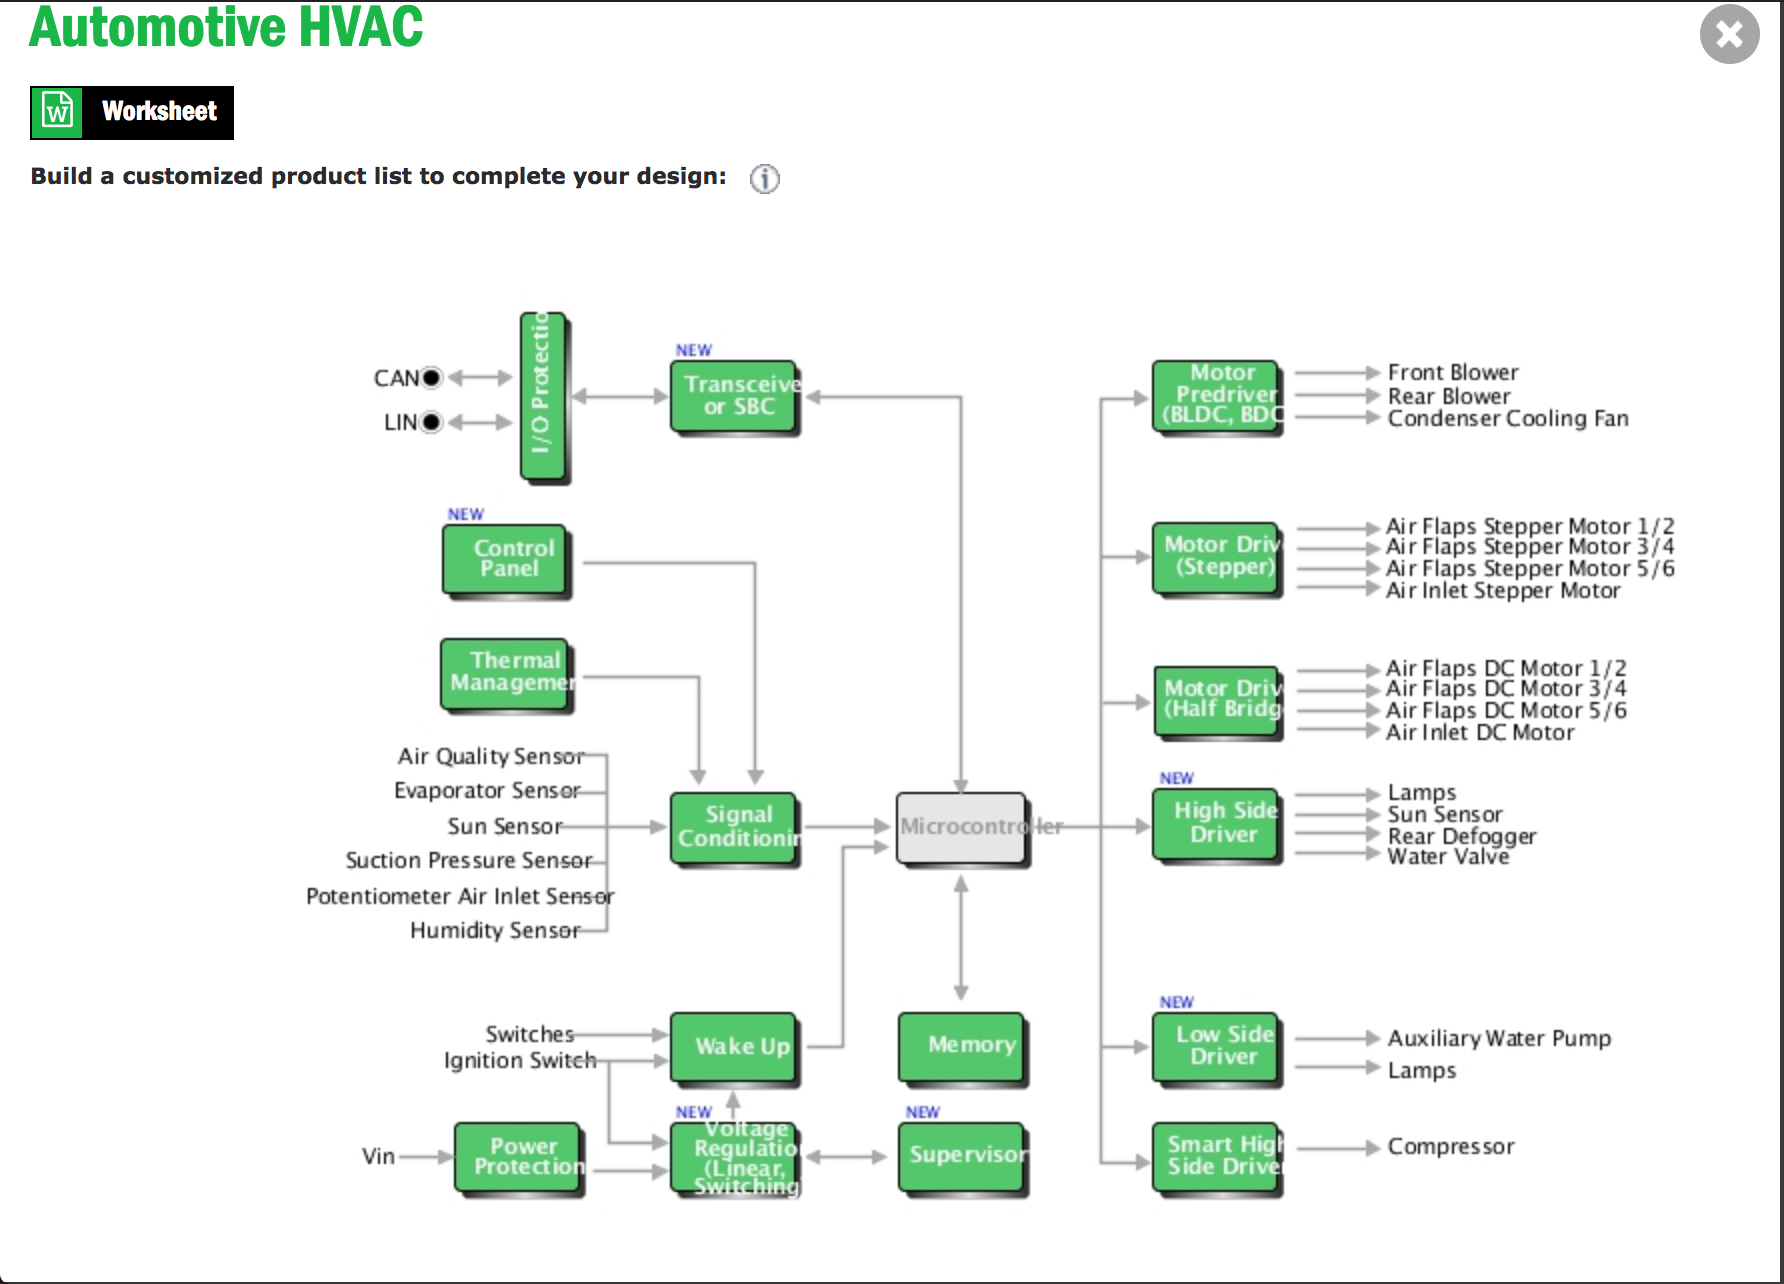 Automotive HVAC
W
Worksheet
Build a customized product list to complete your design:
i
CAN
LIN
I/O Protectio
NEW
Transceive
or SBC
NEW
Control
Panel
Thermal
Managemen
Air Quality Sensor
Evaporator Sensor
Sun Sensor
Suction Pressure Sensor
Potentiometer Air Inlet Sensor
Humidity Sensor
Signal
Conditionin
Microcontroller
Switches
Ignition Switch
Wake Up
Memory
Vin
Power
Protection
NEW
Voltage
Regulatio
(Linear,
Switching
NEW
Supervisor
Motor
Predriver
(BLDC, BDC
Front Blower
Rear Blower
Condenser Cooling Fan
Motor Driv
(Stepper)
Air Flaps Stepper Motor 1/2
Air Flaps Stepper Motor 3/4
Air Flaps Stepper Motor 5/6
Air Inlet Stepper Motor
Motor Driv
(Half Bridg
Air Flaps DC Motor 1/2
Air Flaps DC Motor 3/4
Air Flaps DC Motor 5/6
Air Inlet DC Motor
NEW
High Side
Driver
Lamps
Sun Sensor
Rear Defogger
Water Valve
NEW
Low Side
Driver
Auxiliary Water Pump
Lamps
Smart High
Side Drive
Compressor